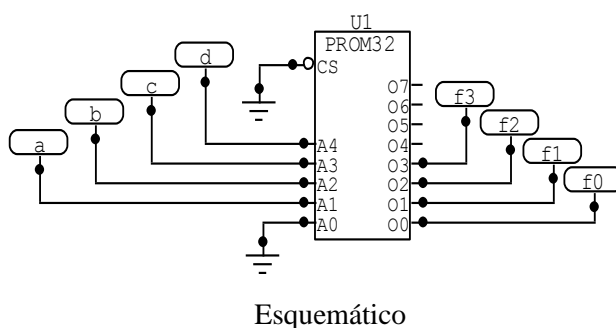 U1
PROM32
d
CS
c
O7
f3
b
O6
f2
O5
a
A4
O4
f1
A3
O3
A2
O2
f0
A1
O1
A0
O0
Esquemático